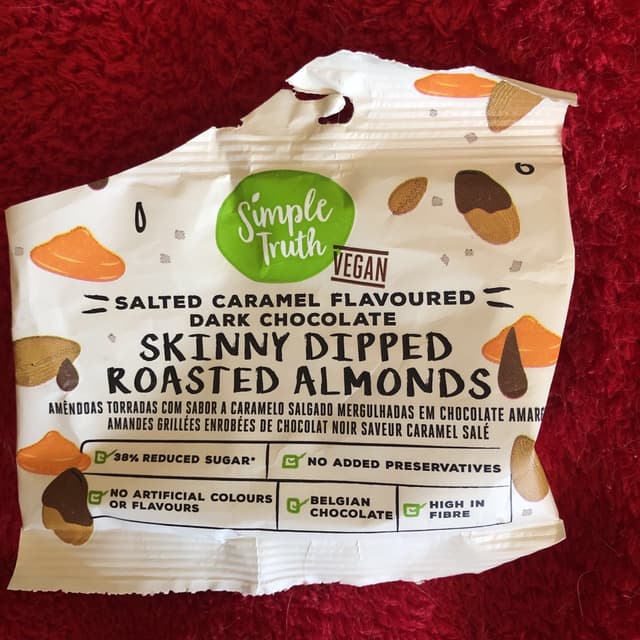 Simple
Truth
VEGAN
SALTED CARAMEL FLAVOURED
DARK CHOCOLATE
SKINNY DIPPED
ROASTED ALMONDS
AMÊNDOAS TORRADAS COM SABOR A CARAMELO SALGADO MERGULHADAS EM CHOCOLATE
AMANDES GRILLÉES ENROBÉES DE CHOCOLAT NOIR SAVEUR CARAMEL SALÉ
38% REDUCED SUGAR*
NO ADDED PRESERVATIVES
NO ARTIFICIAL COLOURS
OR FLAVOURS
BELGIAN
CHOCOLATE
HIGH IN
FIBRE